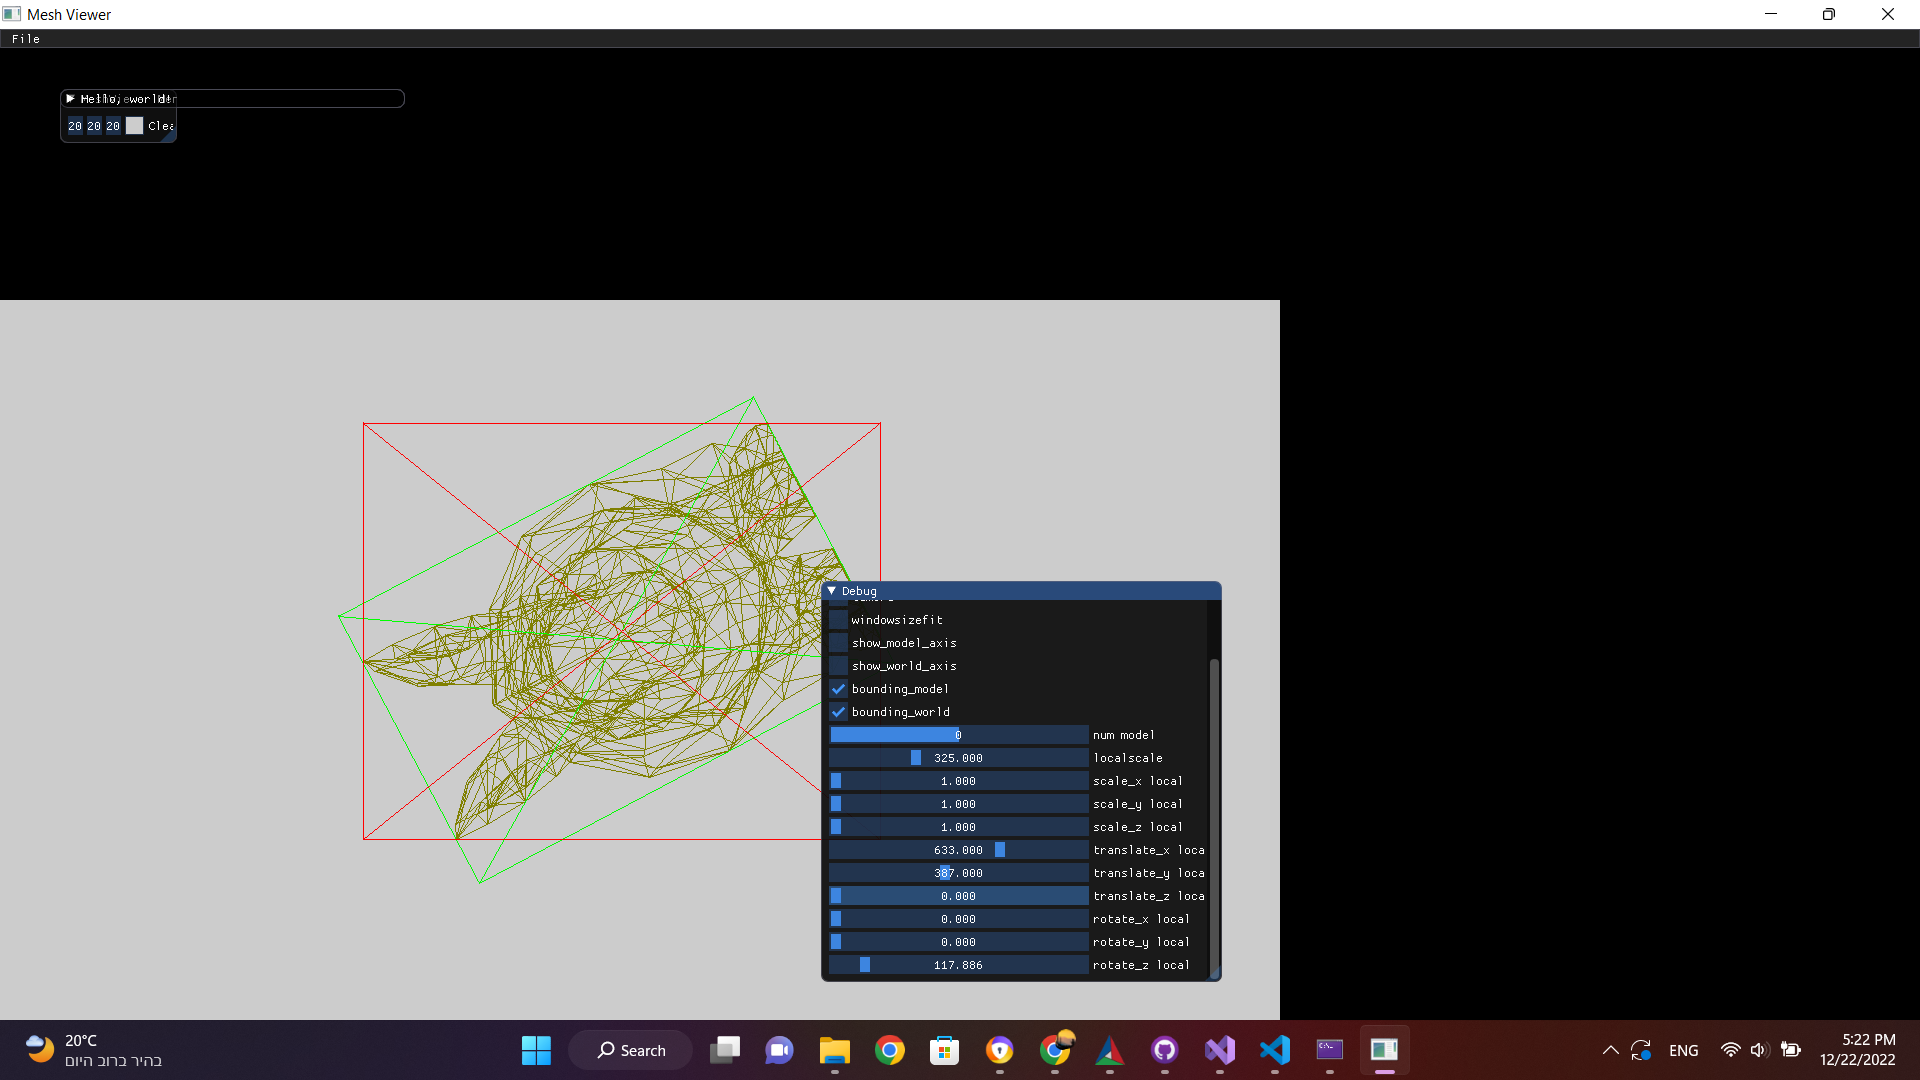 Mesh Viewer
File
Hello, world!
20 20 20 Clea
Debug
windowsizefit
show_model_axis
show_world_axis
bounding_model
bounding_world
0 num model
325.000 localscale
1.000 scale_x local
1.000 scale_y local
1.000 scale_z local
633.000 translate_x loca
387.000 translate_y loca
0.000 translate_z loca
0.000 rotate_x local
0.000 rotate_y local
117.886 rotate_z local
20°C
בהיר ברוב היום
Search
ENG
5:22 PM
12/22/2022